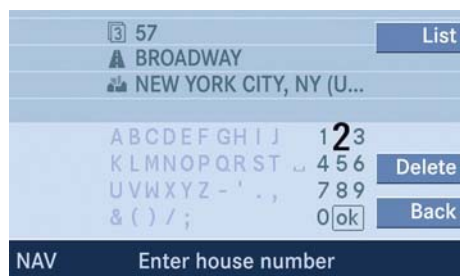 3 57 List
BROADWAY
NEW YORK CITY, NY (U...
ABCDEFGHIJ 123
KLMNOPQRST ␣ 456 Delete
UVWXYZ-'., 789
&()/; 0 ok Back
NAV Enter house number